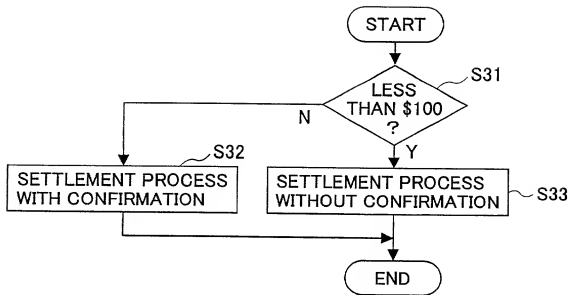 START
S31
LESS
THAN $100
?
N
Y
S32
SETTLEMENT PROCESS
WITH CONFIRMATION
SETTLEMENT PROCESS
WITHOUT CONFIRMATION
S33
END